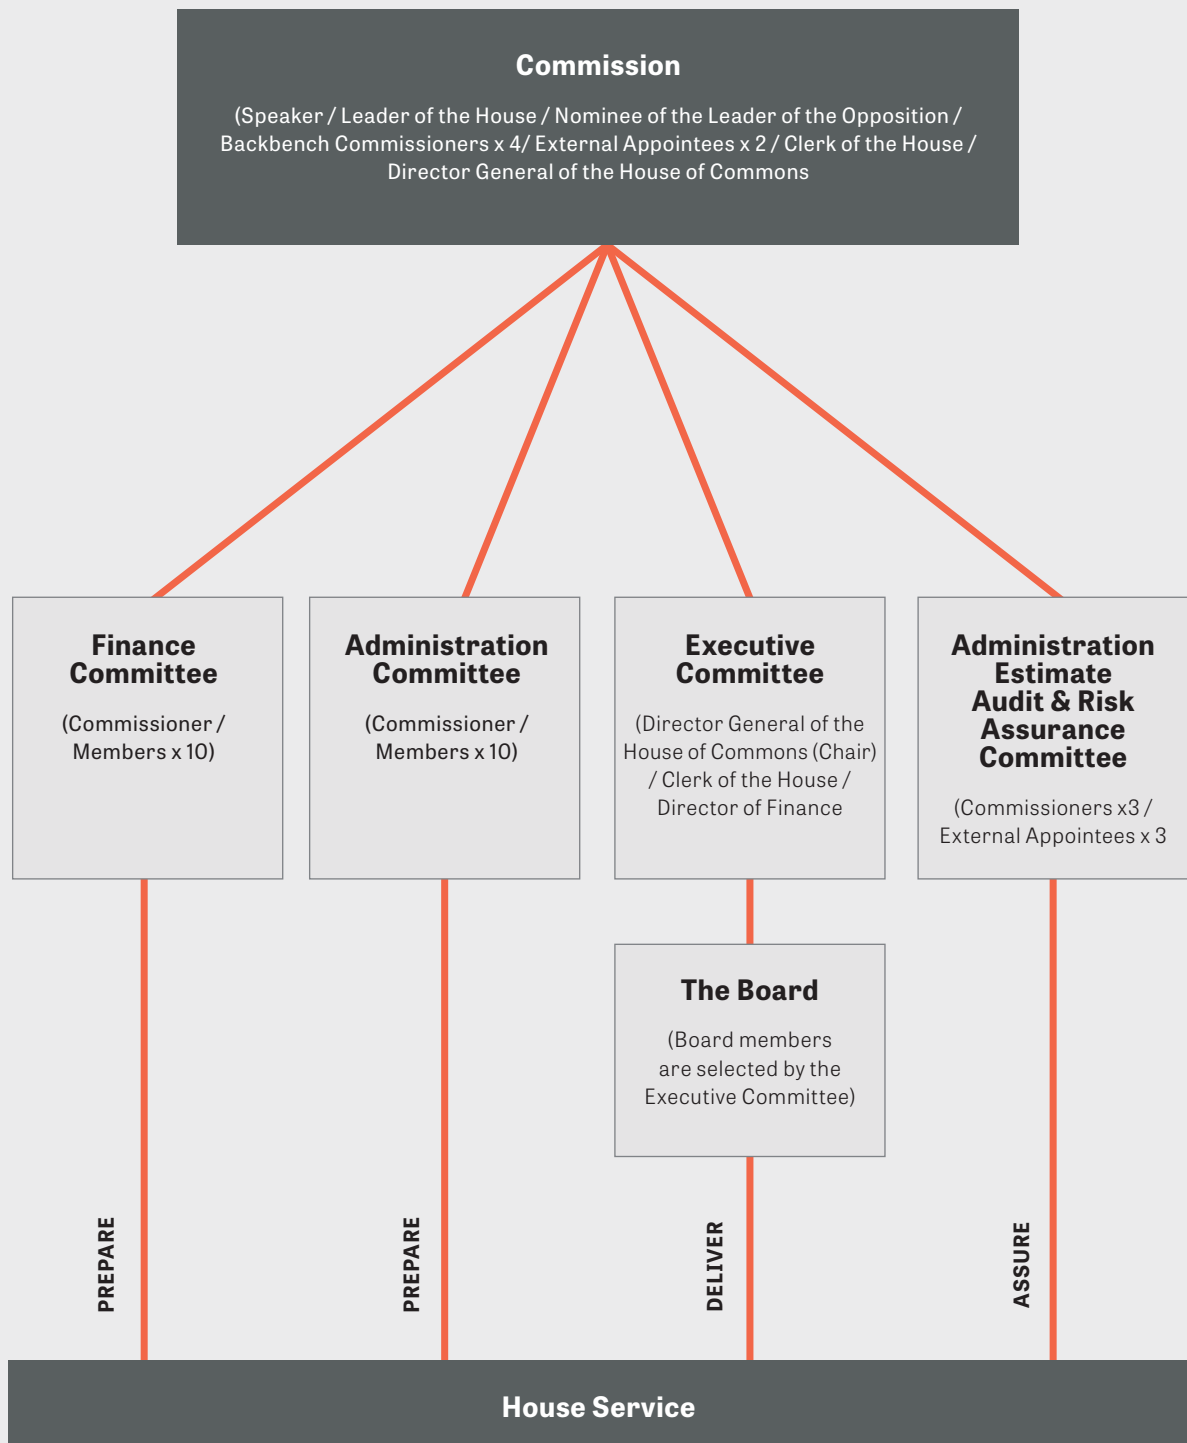 Commission
(Speaker / Leader of the House / Nominee of the Leader of the Opposition /
Backbench Commissioners x 4/ External Appointees x 2 / Clerk of the House /
Director General of the House of Commons
Finance
Committee
(Commissioner /
Members x 10)
Administration
Committee
(Commissioner /
Members x 10)
Executive
Committee
(Director General of the
House of Commons (Chair)
/ Clerk of the House /
Director of Finance
Administration
Estimate
Audit & Risk
Assurance
Committee
(Commissioners x3 /
External Appointees x 3
The Board
(Board members
are selected by the
Executive Committee)
PREPARE
PREPARE
DELIVER
ASSURE
House Service